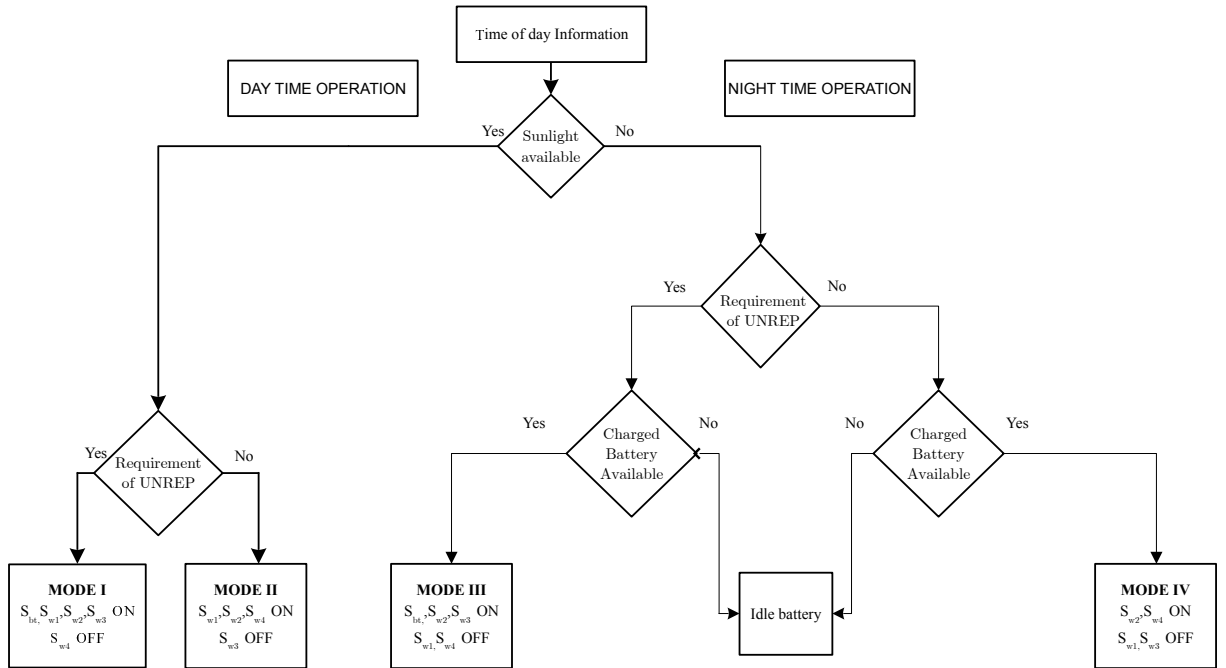 Time of day Information
DAY TIME OPERATION
NIGHT TIME OPERATION
Yes
No
Sunlight
available
Yes
No
Requirement
of UNREP
Yes
No
No
Yes
Charged
Battery
Available
Charged
Battery
Available
Yes
No
Requirement
of UNREP
MODE I
Sbt,,Sw1,Sw2,Sw3 ON
Sw4 OFF
MODE II
Sw1,Sw2,Sw4 ON
Sw3 OFF
MODE III
Sbt,,Sw2,Sw3 ON
Sw1,Sw4 OFF
Idle battery
MODE IV
Sw2,Sw4 ON
Sw1,Sw3 OFF